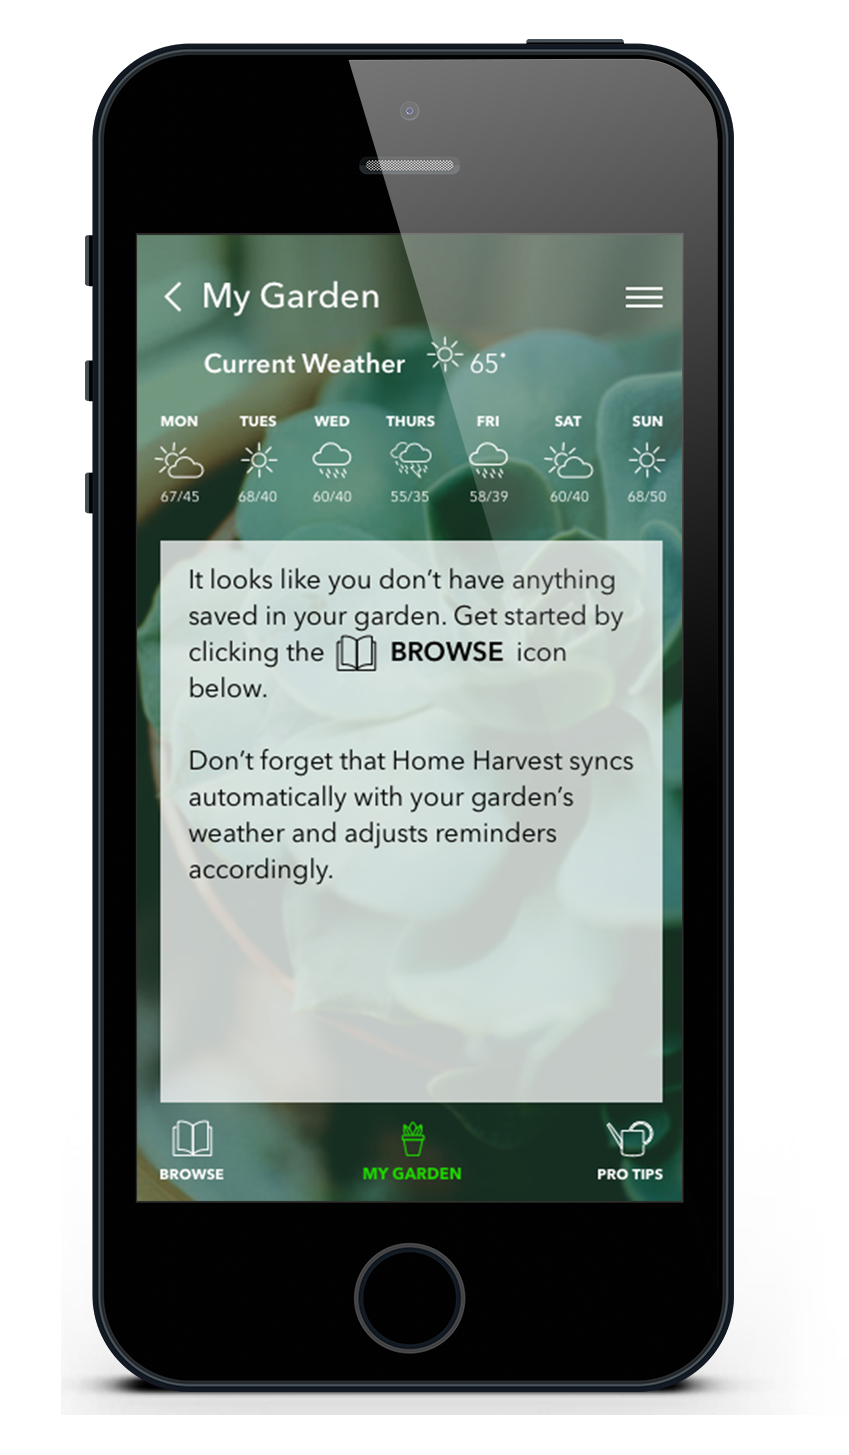 My Garden
Current Weather 65°
MON TUES WED THURS FRI SAT SUN
67/45 68/40 60/40 55/35 58/39 60/40 68/50
It looks like you don’t have anything
saved in your garden. Get started by
clicking the BROWSE icon
below.
Don’t forget that Home Harvest syncs
automatically with your garden’s
weather and adjusts reminders
accordingly.
BROWSE MY GARDEN PRO TIPS